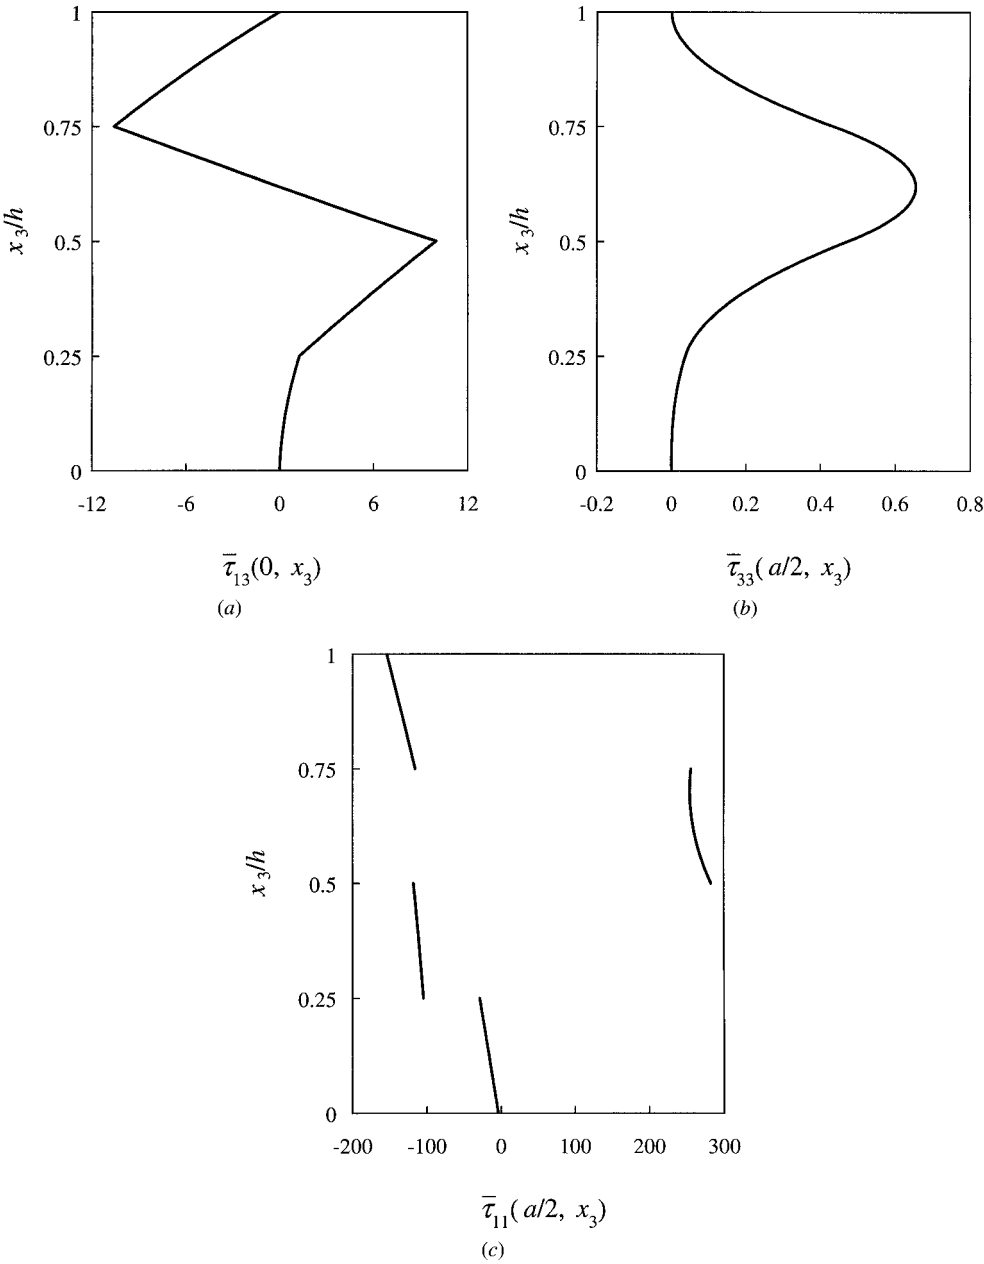 1
0.75
0.5
0.25
0
x₃/h
-12 -6 0 6 12
τ̅₁₃(0, x₃)
(a)
1
0.75
0.5
0.25
0
x₃/h
-0.2 0 0.2 0.4 0.6 0.8
τ̅₃₃(a/2, x₃)
(b)
1
0.75
0.5
0.25
0
x₃/h
-200 -100 0 100 200 300
τ̅₁₁(a/2, x₃)
(c)